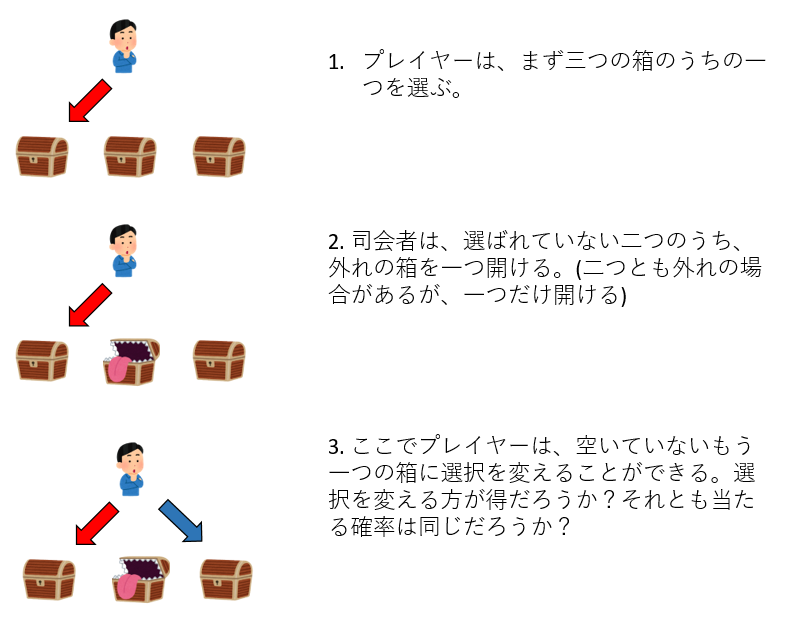 1. プレイヤーは、まず三つの箱のうちの一
つを選ぶ。
2. 司会者は、選ばれていない二つのうち、
外れの箱を一つ開ける。(二つとも外れの場
合があるが、一つだけ開ける)
3. ここでプレイヤーは、空いていないもう
一つの箱に選択を変えることができる。選
択を変える方が得だろうか？それとも当た
る確率は同じだろうか？